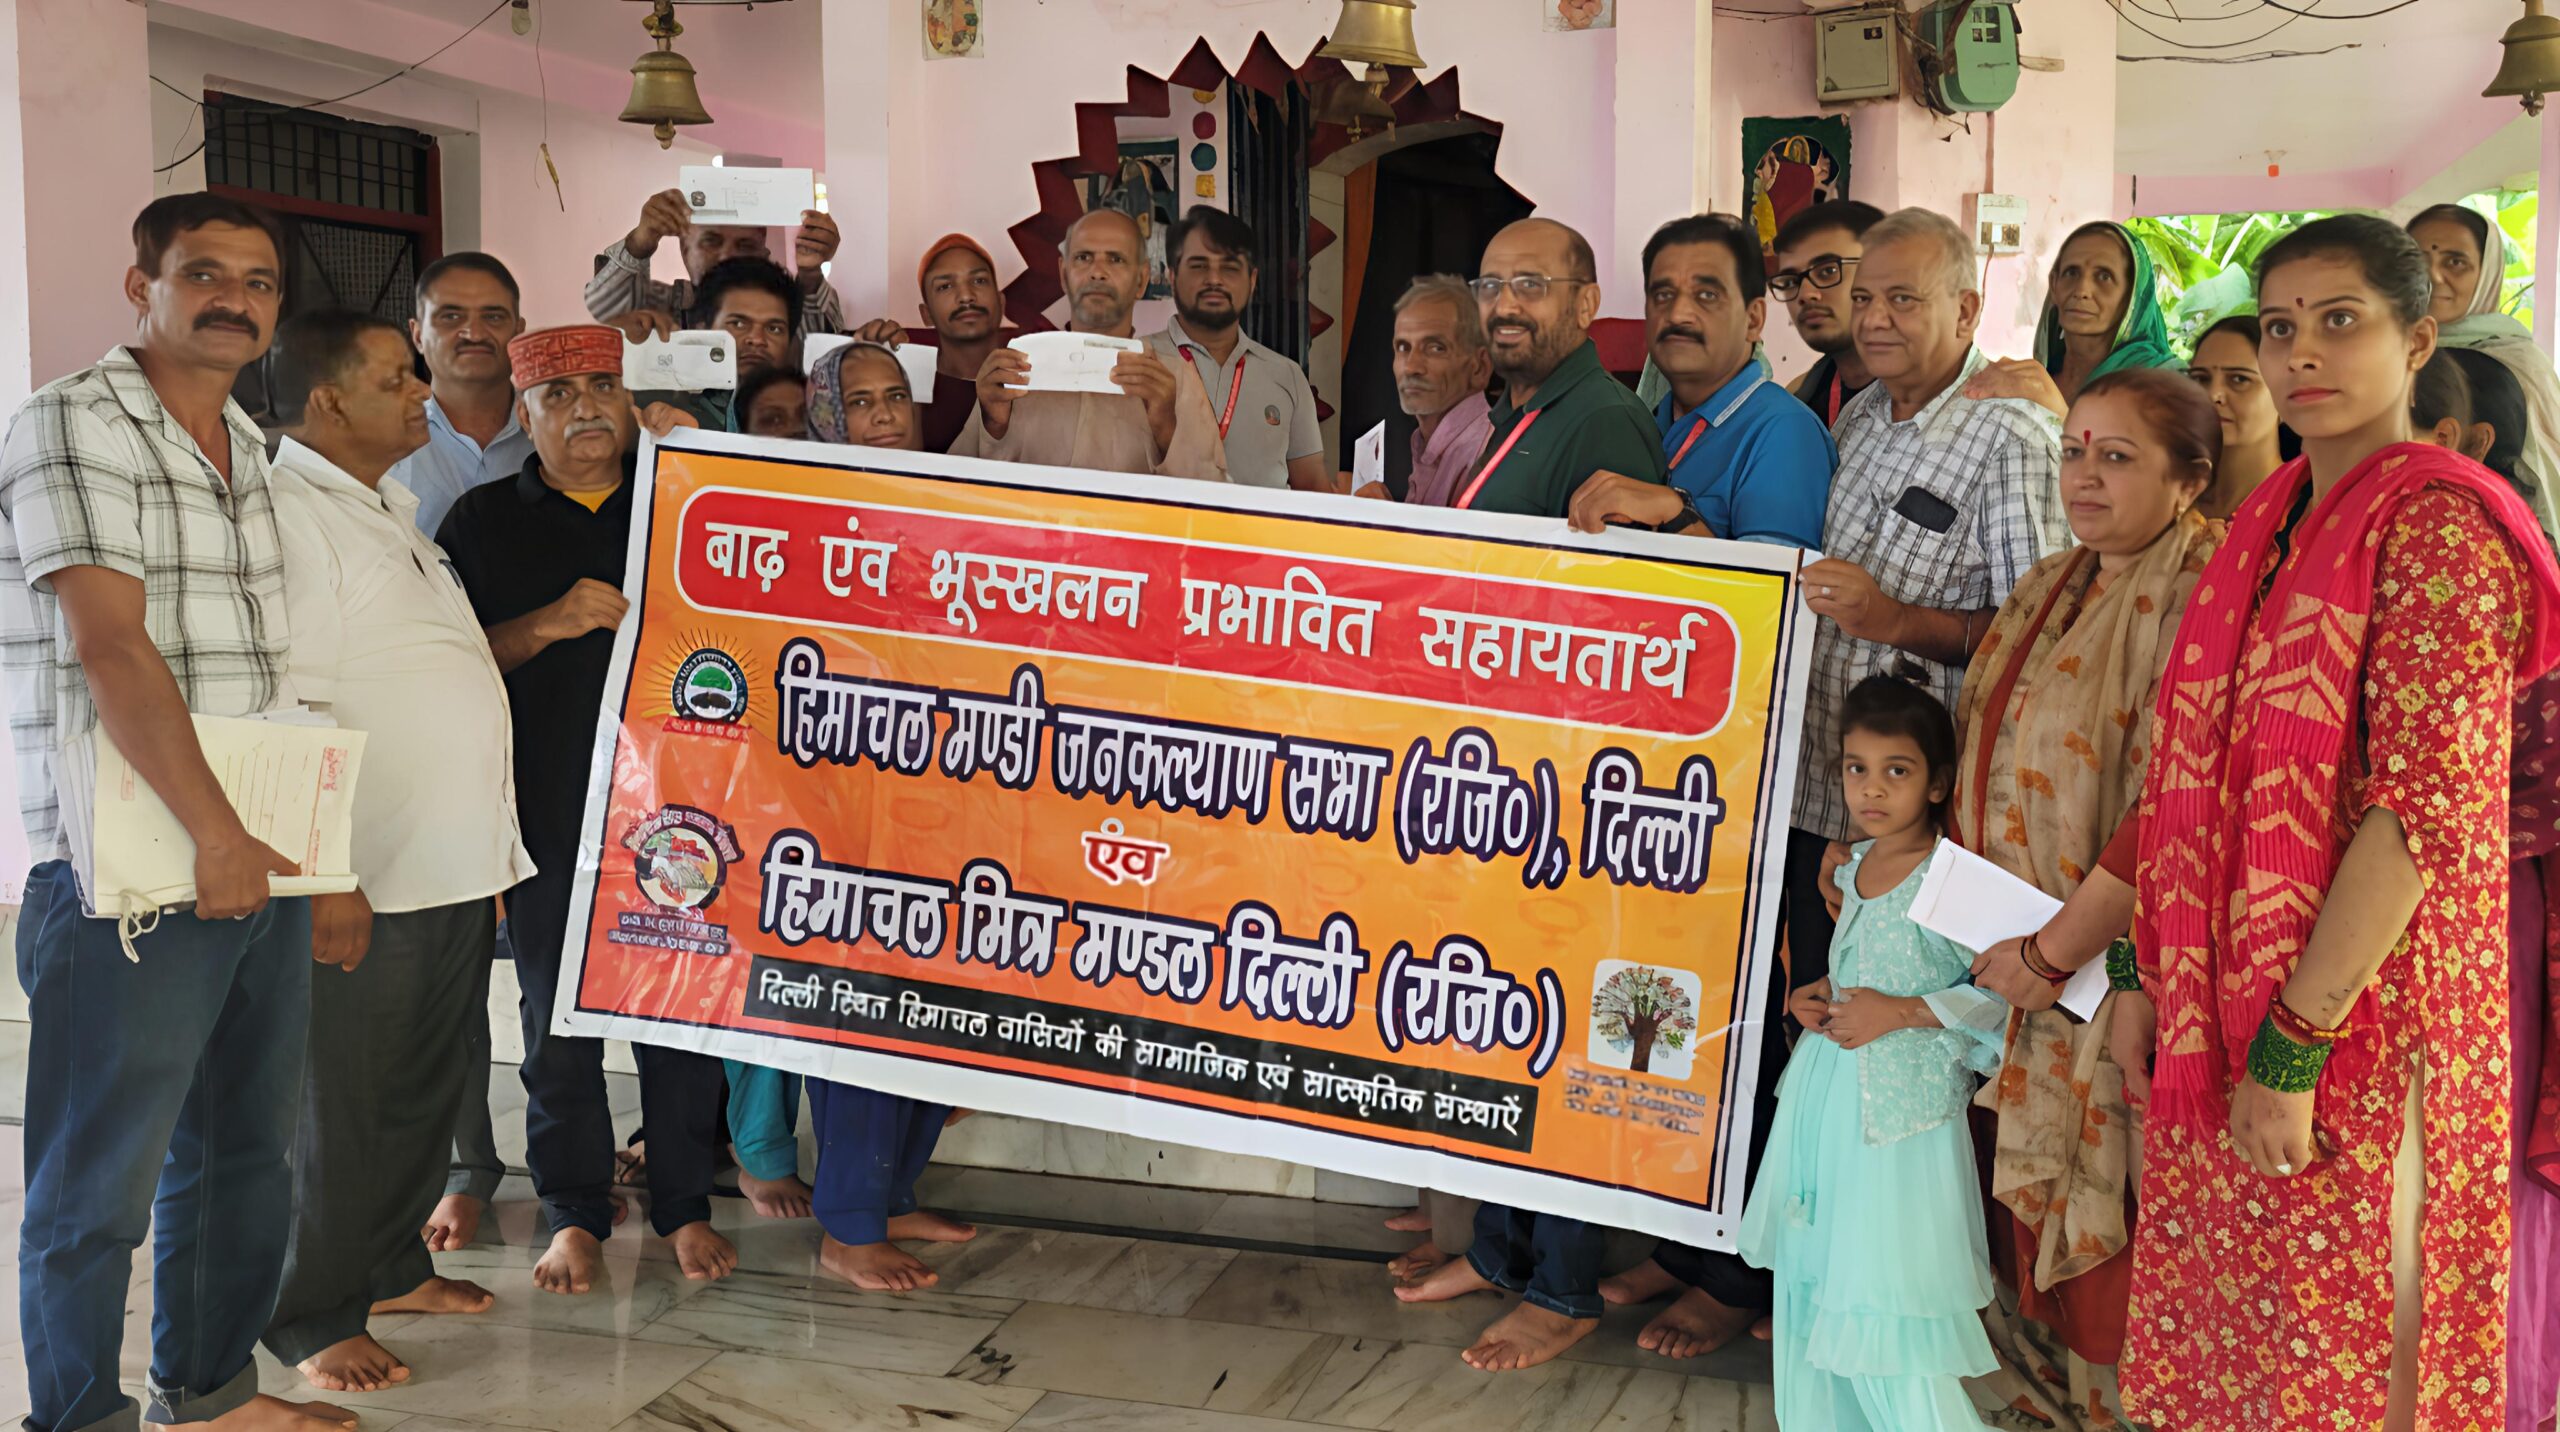 बाढ़ एंव भूस्खलन प्रभावित सहायतार्थ
हिमाचल मण्डी जनकल्याण सभा (रजि०), दिल्ली
एंव
हिमाचल मित्र मण्डल दिल्ली (रजि०)
दिल्ली स्थित हिमाचल वासियों की सामाजिक एवं सांस्कृतिक संस्थाऐं